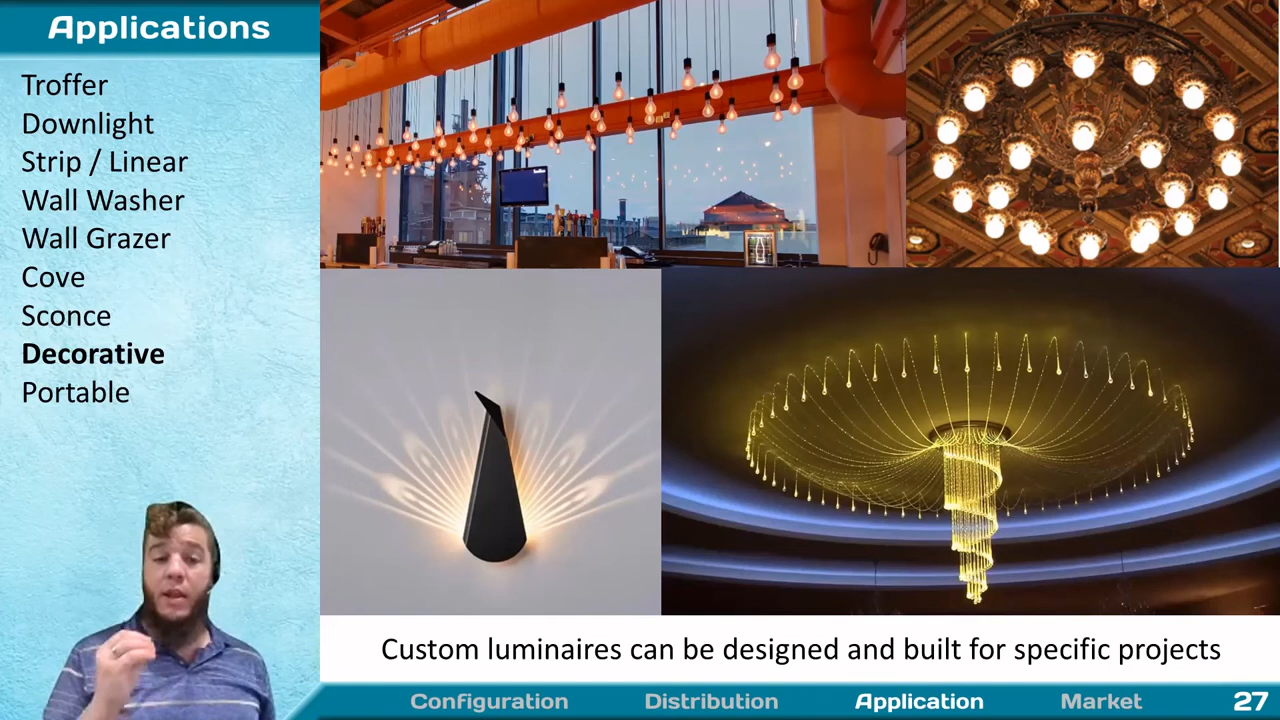 Applications
Troffer
Downlight
Strip / Linear
Wall Washer
Wall Grazer
Cove
Sconce
Decorative
Portable
Custom luminaires can be designed and built for specific projects
Configuration
Distribution
Application
Market
27